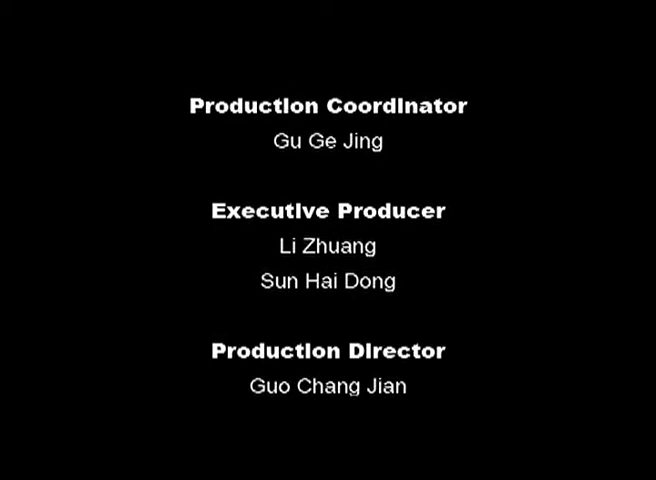 Production Coordinator
Gu Ge Jing
Executive Producer
Li Zhuang
Sun Hai Dong
Production Director
Guo Chang Jian